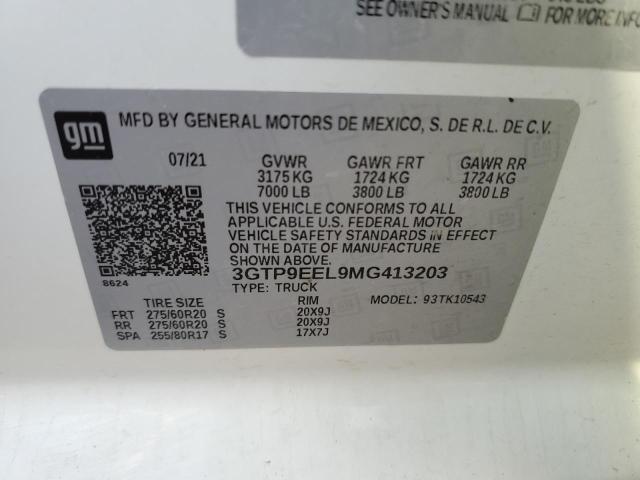 SEE OWNER'S MANUAL FOR MORE INFO
gm
MFD BY GENERAL MOTORS DE MEXICO, S. DE R.L. DE C.V.
07/21 GVWR GAWR FRT GAWR RR
3175 KG 1724 KG 1724 KG
7000 LB 3800 LB 3800 LB
THIS VEHICLE CONFORMS TO ALL
APPLICABLE U.S. FEDERAL MOTOR
VEHICLE SAFETY STANDARDS IN EFFECT
ON THE DATE OF MANUFACTURE
SHOWN ABOVE.
3GTP9EEL9MG413203
8624
TYPE: TRUCK MODEL: 93TK10543
TIRE SIZE RIM
FRT 275/60R20 S 20X9J
RR 275/60R20 S 20X9J
SPA 255/80R17 S 17X7J